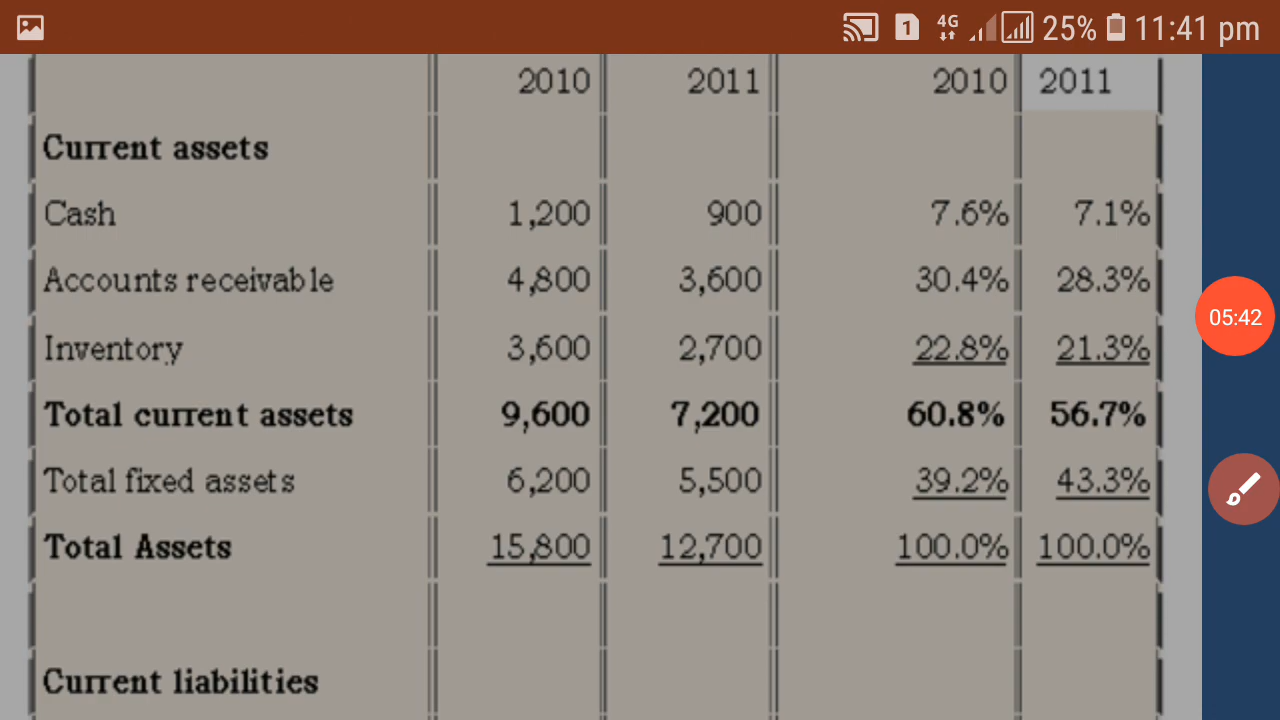 4G 25% 11:41 pm
2010 2011 2010 2011
Current assets
Cash 1,200 900 7.6% 7.1%
Accounts receivable 4,800 3,600 30.4% 28.3%
Inventory 3,600 2,700 22.8% 21.3%
Total current assets 9,600 7,200 60.8% 56.7%
Total fixed assets 6,200 5,500 39.2% 43.3%
Total Assets 15,800 12,700 100.0% 100.0%
Current liabilities
1
05:42